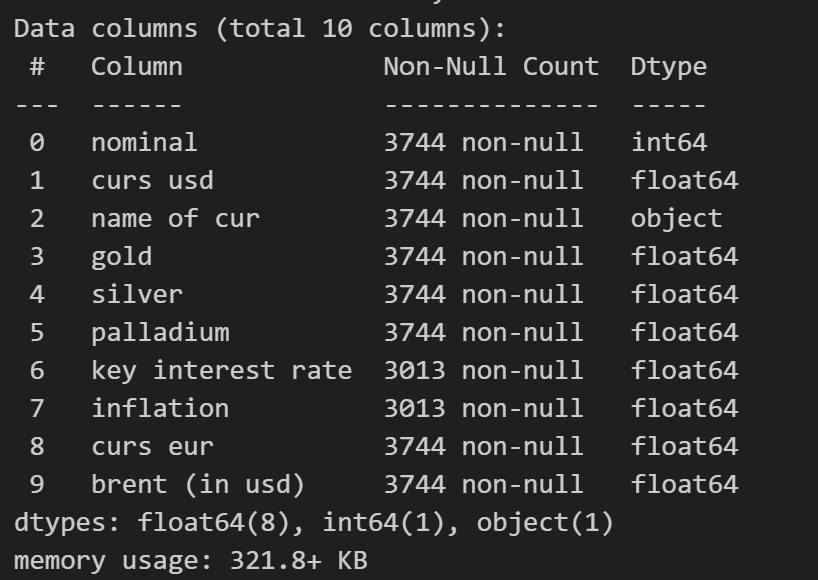 Data columns (total 10 columns):
 #   Column             Non-Null Count  Dtype
---  ------             --------------  -----
 0   nominal            3744 non-null   int64
 1   curs usd           3744 non-null   float64
 2   name of cur        3744 non-null   object
 3   gold               3744 non-null   float64
 4   silver             3744 non-null   float64
 5   palladium          3744 non-null   float64
 6   key interest rate  3013 non-null   float64
 7   inflation          3013 non-null   float64
 8   curs eur           3744 non-null   float64
 9   brent (in usd)     3744 non-null   float64
dtypes: float64(8), int64(1), object(1)
memory usage: 321.8+ KB